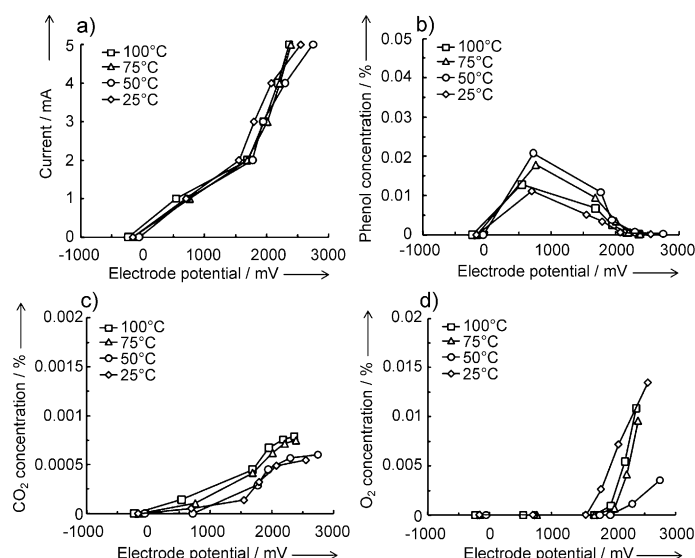 a)
100°C
75°C
50°C
25°C
5
4
3
2
1
0
-1000 0 1000 2000 3000
Current / mA
Electrode potential / mV
b)
100°C
75°C
50°C
25°C
0.05
0.04
0.03
0.02
0.01
0
-1000 0 1000 2000 3000
Phenol concentration / %
Electrode potential / mV
c)
100°C
75°C
50°C
25°C
0.002
0.0015
0.001
0.0005
0
-1000 0 1000 2000 3000
CO2 concentration / %
Electrode potential / mV
d)
100°C
75°C
50°C
25°C
0.02
0.015
0.01
0.005
0
-1000 0 1000 2000 3000
O2 concentration / %
Electrode potential / mV